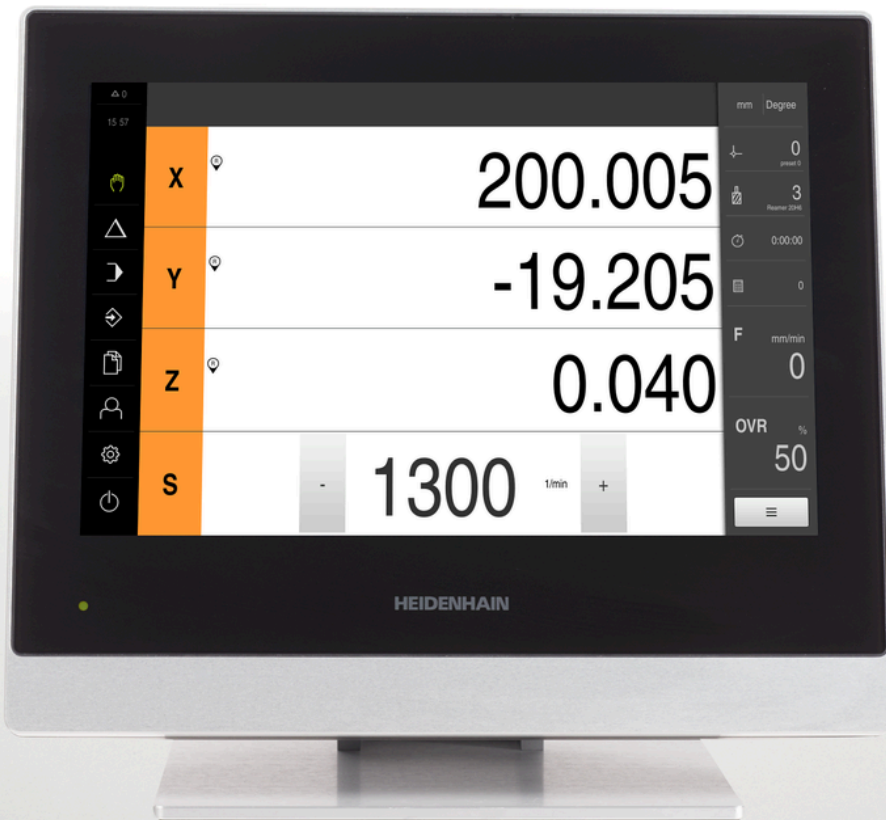 0
15 57
mm Degree
X R 200.005
0
preset 0
3
Reamer 20H6
Y R -19.205
0:00:00
0
Z R 0.040
F mm/min
0
OVR %
50
S - 1300 1/min +
HEIDENHAIN